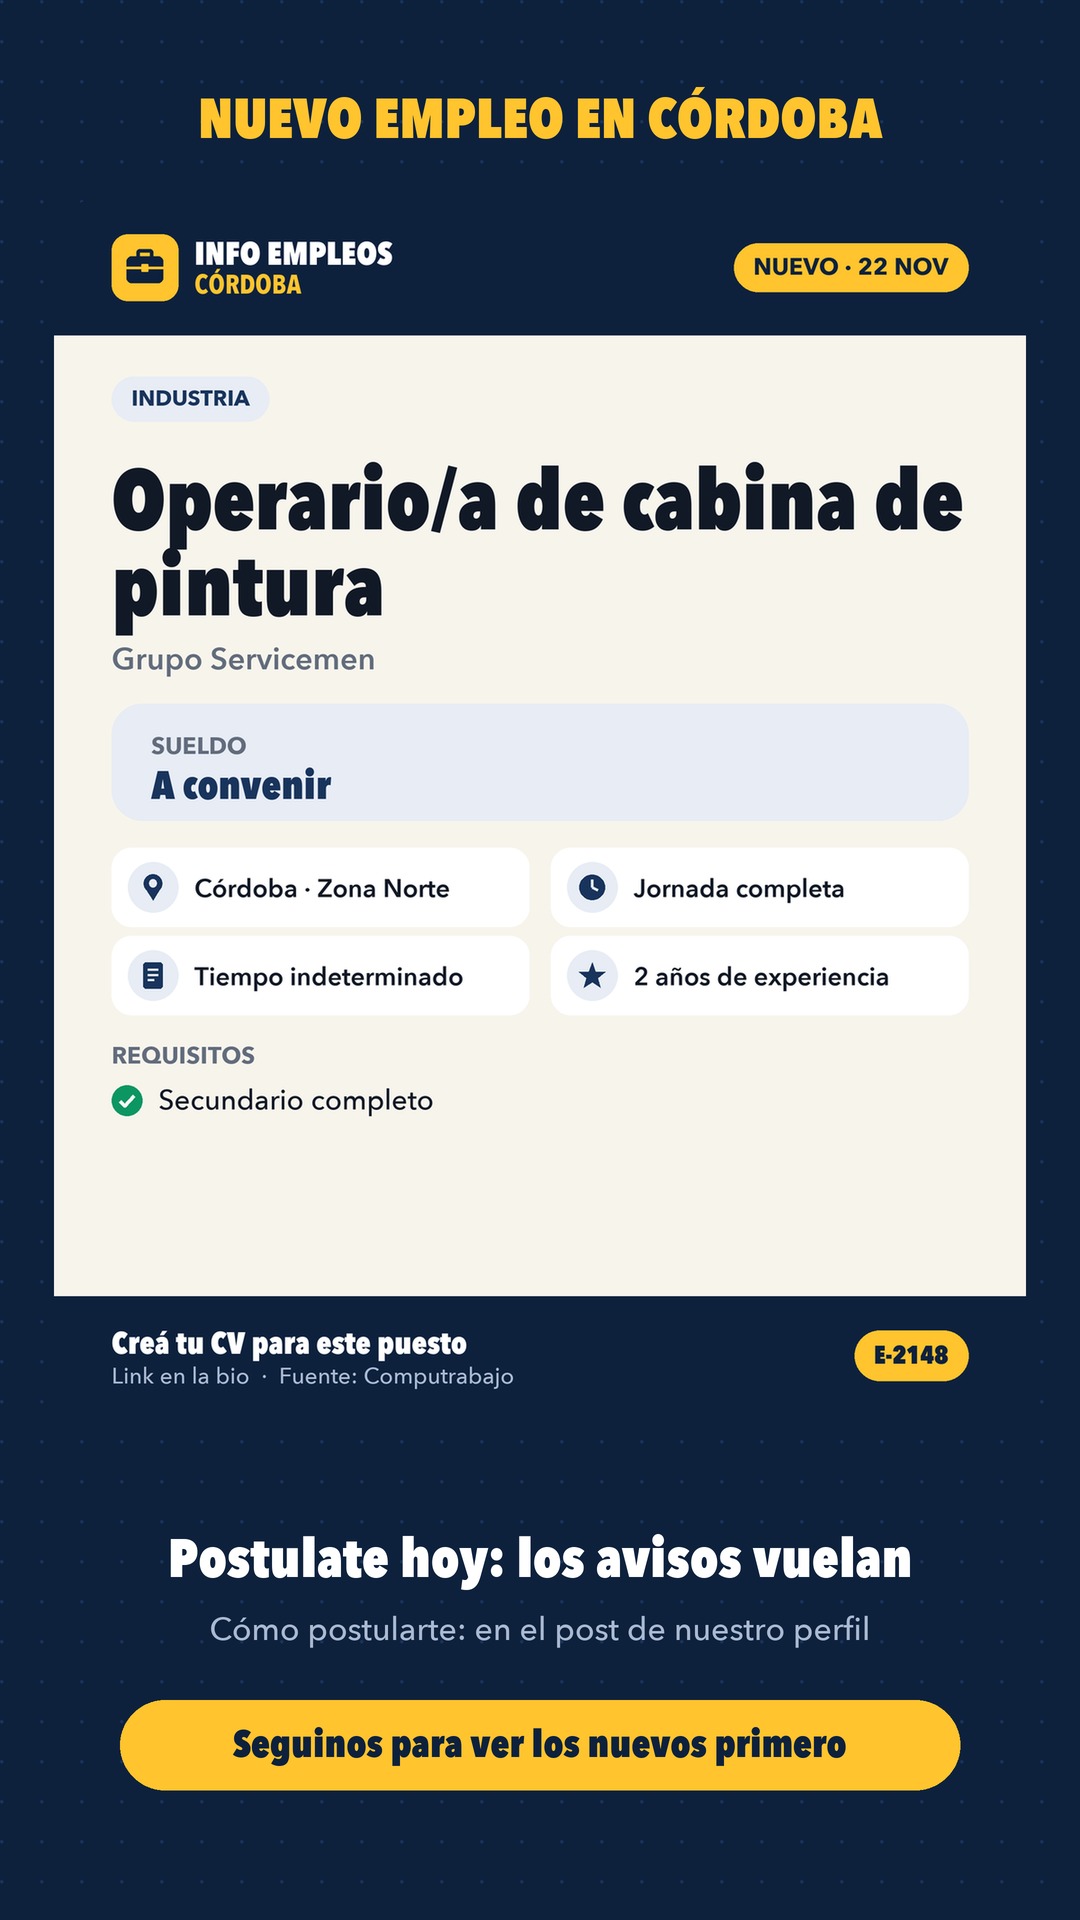 NUEVO EMPLEO EN CÓRDOBA
INFO EMPLEOS
CÓRDOBA
NUEVO · 22 NOV
INDUSTRIA
Operario/a de cabina de
pintura
Grupo Servicemen
SUELDO
A convenir
Córdoba · Zona Norte
Jornada completa
Tiempo indeterminado
2 años de experiencia
REQUISITOS
Secundario completo
Creá tu CV para este puesto
Link en la bio · Fuente: Computrabajo
E-2148
Postulate hoy: los avisos vuelan
Cómo postularte: en el post de nuestro perfil
Seguinos para ver los nuevos primero